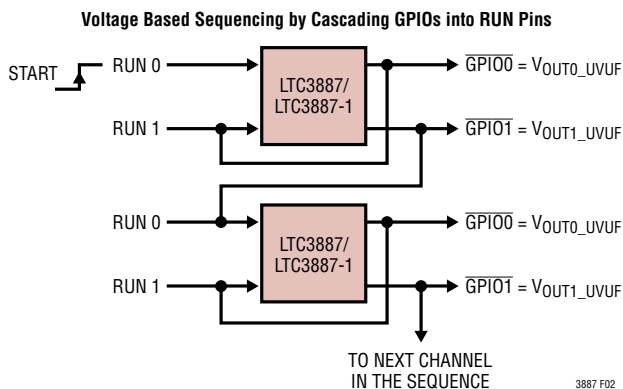 Voltage Based Sequencing by Cascading GPIOs into RUN Pins
START
RUN 0
RUN 1
LTC3887/
LTC3887-1
GPIO0 = VOUT0_UVUF
GPIO1 = VOUT1_UVUF
RUN 0
RUN 1
LTC3887/
LTC3887-1
GPIO0 = VOUT0_UVUF
GPIO1 = VOUT1_UVUF
TO NEXT CHANNEL
IN THE SEQUENCE
3887 F02